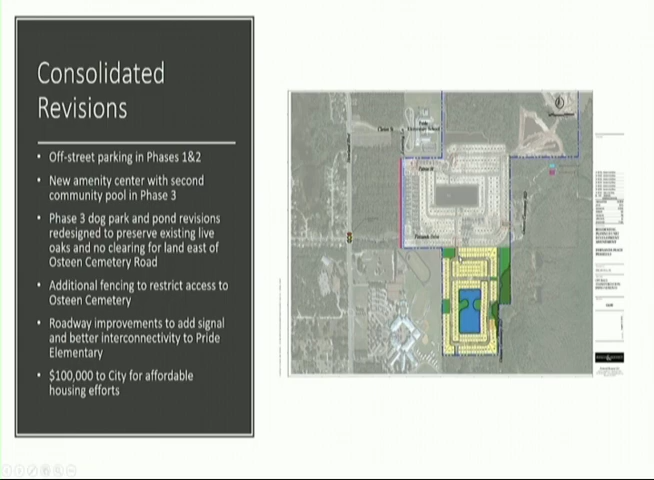 Consolidated
Revisions
• Off-street parking in Phases 1&2
• New amenity center with second
community pool in Phase 3
• Phase 3 dog park and pond revisions
redesigned to preserve existing live
oaks and no clearing for land east of
Osteen Cemetery Road
• Additional fencing to restrict access to
Osteen Cemetery
• Roadway improvements to add signal
and better interconnectivity to Pride
Elementary
• $100,000 to City for affordable
housing efforts